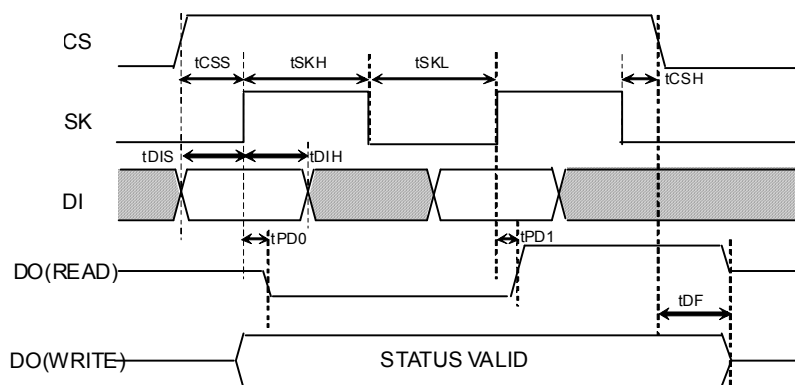 CS
tCSS tSKH tSKL tCSH
SK
tDIS tDIH
DI
tPD0 tPD1
DO(READ)
tDF
DO(WRITE) STATUS VALID